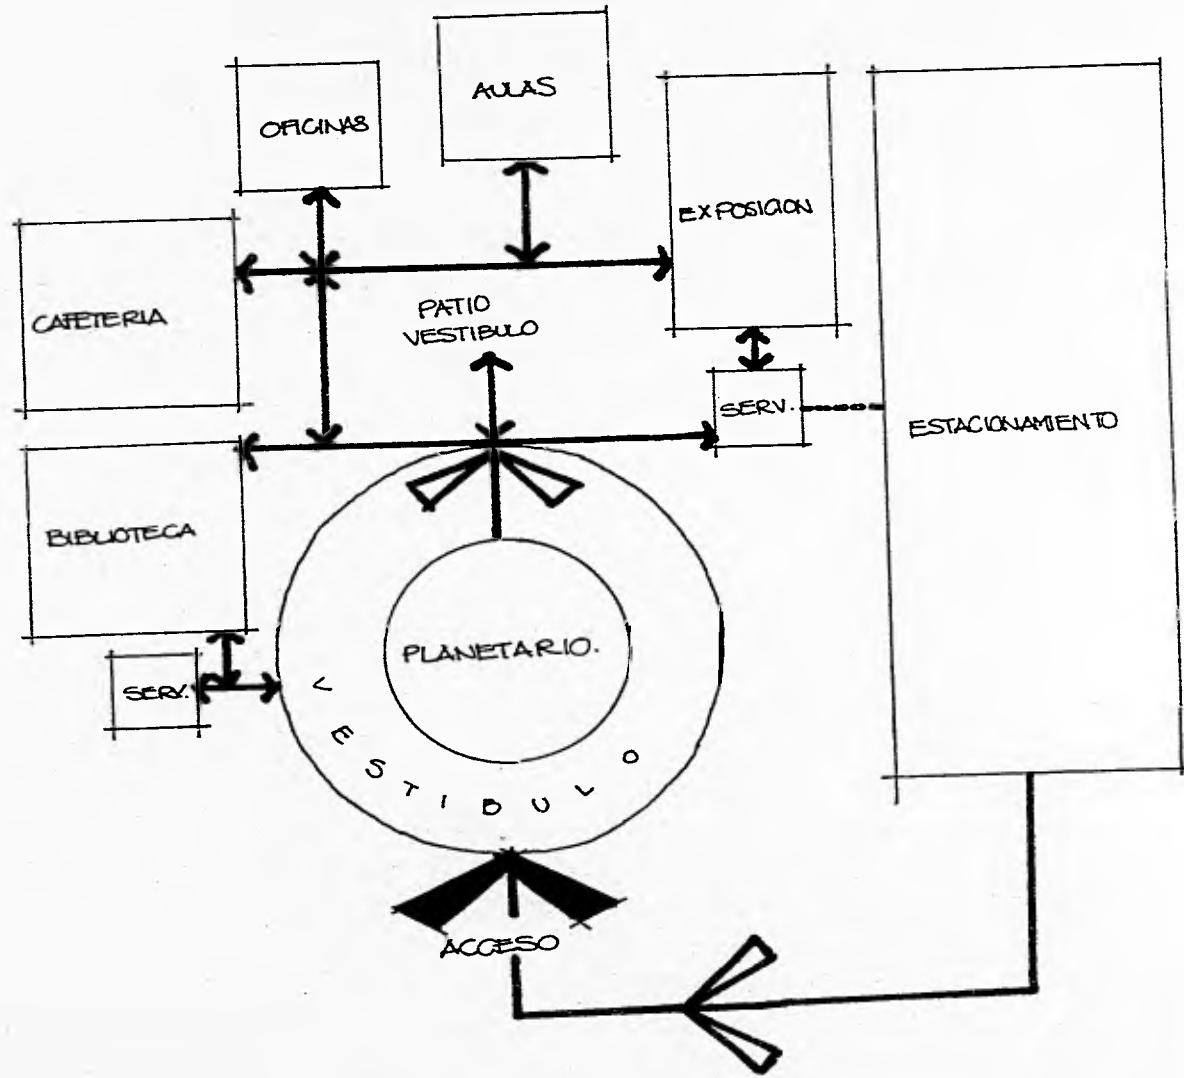 AULAS
OFICINAS
EXPOSICION
CAFETERIA
PATIO
VESTIBULO
SERV.
ESTACIONAMIENTO
BIBLIOTECA
PLANETARIO.
SERV.
VESTIBULO
ACCESO